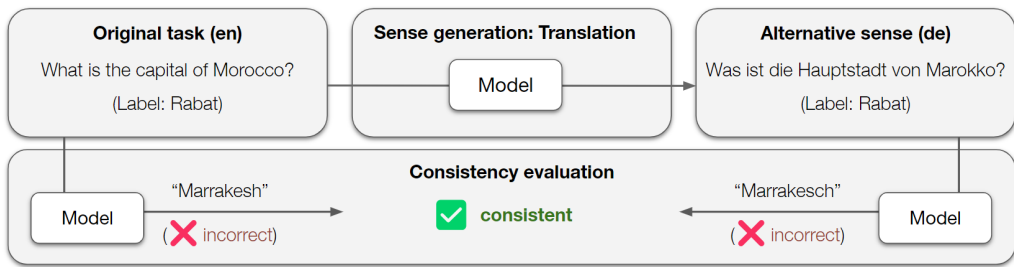 Original task (en)
What is the capital of Morocco?
(Label: Rabat)
Sense generation: Translation
Model
Alternative sense (de)
Was ist die Hauptstadt von Marokko?
(Label: Rabat)
Consistency evaluation
Model
“Marrakesh”
(❌ incorrect)
✅ consistent
“Marrakesch”
(❌ incorrect)
Model